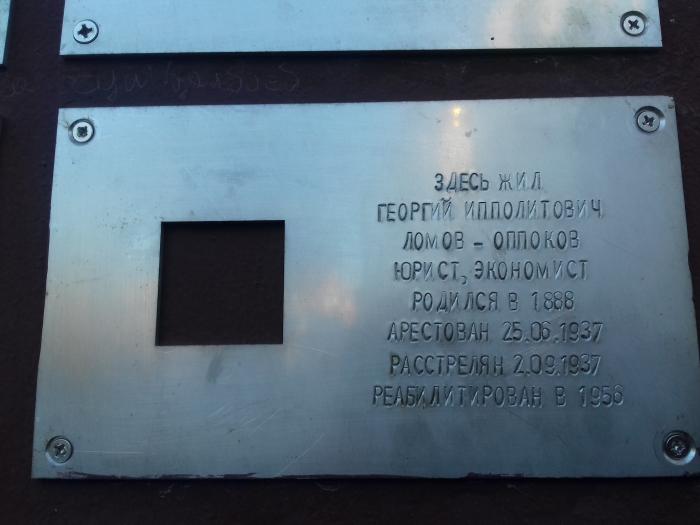 ЗДЕСЬ ЖИЛ
ГЕОРГИЙ ИППОЛИТОВИЧ
ЛОМОВ - ОППОКОВ
ЮРИСТ, ЭКОНОМИСТ
РОДИЛСЯ В 1888
АРЕСТОВАН 25.06.1937
РАССТРЕЛЯН 2.09.1937
РЕАБИЛИТИРОВАН В 1956